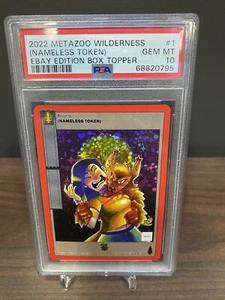 2022 METAZOO WILDERNESS #1
(NAMELESS TOKEN) GEM MT
EBAY EDITION BOX TOPPER 10
PSA 68820795
(NAMELESS TOKEN)